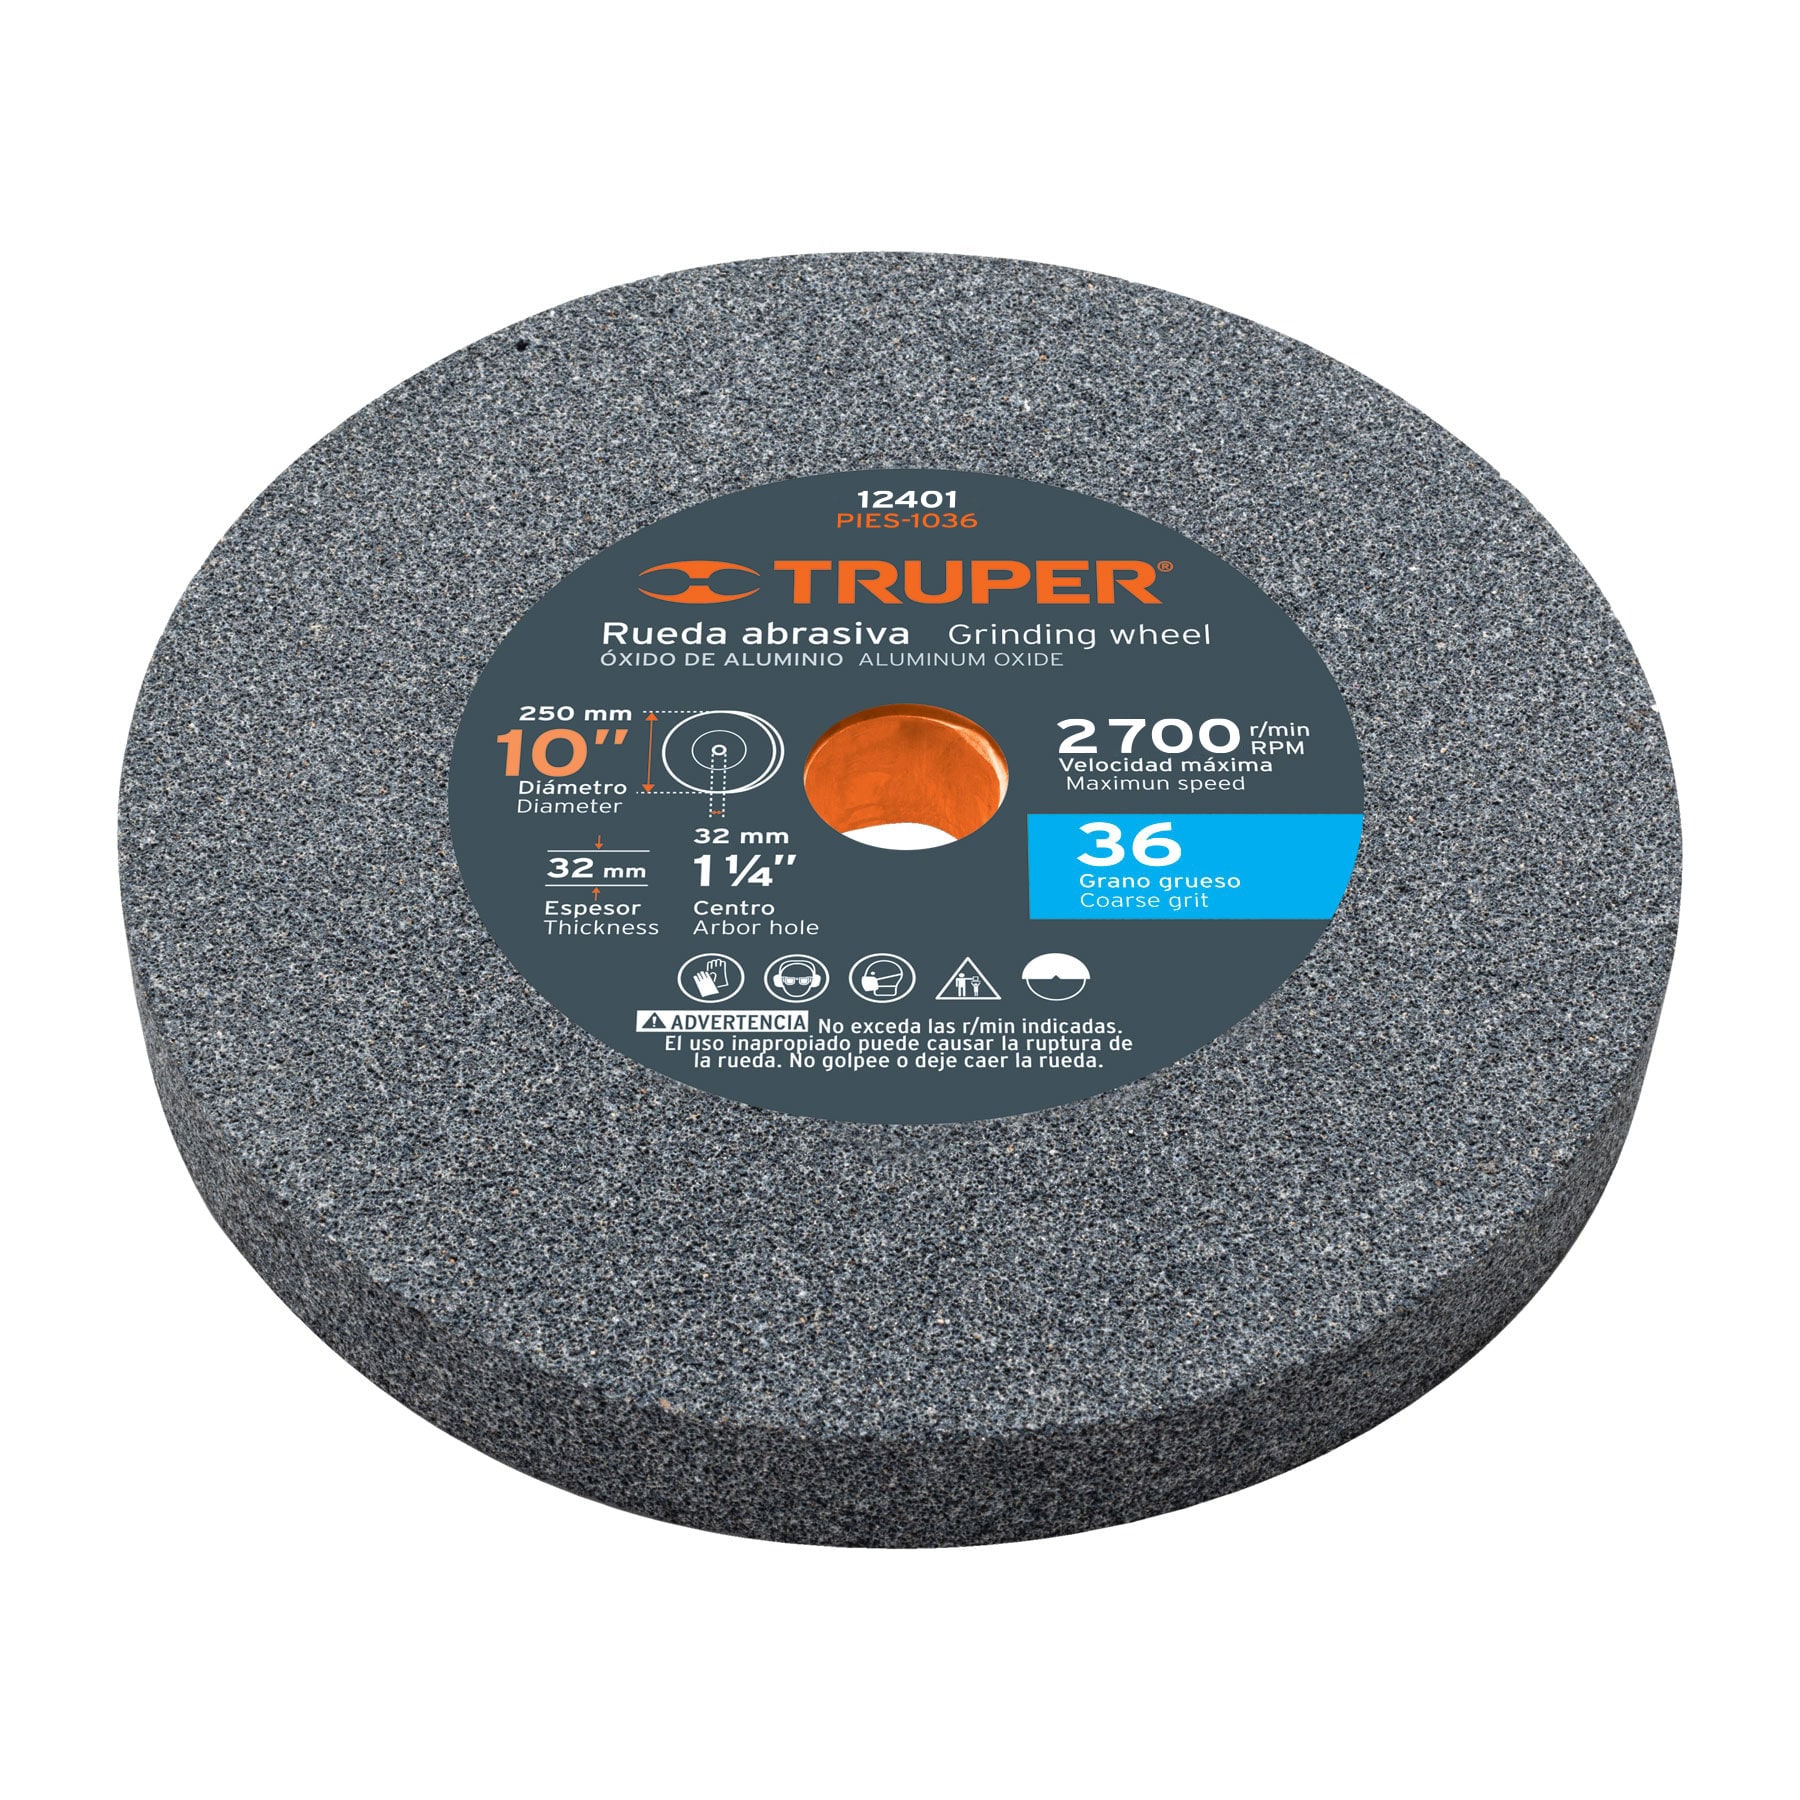 12401
PIES-1036
TRUPER®
Rueda abrasiva Grinding wheel
ÓXIDO DE ALUMINIO ALUMINUM OXIDE
250 mm
10"
Diámetro
Diameter
32 mm
Espesor
Thickness
32 mm
1 ¼"
Centro
Arbor hole
2 700 r/min
RPM
Velocidad máxima
Maximun speed
36
Grano grueso
Coarse grit
ADVERTENCIA No exceda las r/min indicadas.
El uso inapropiado puede causar la ruptura de
la rueda. No golpee o deje caer la rueda.